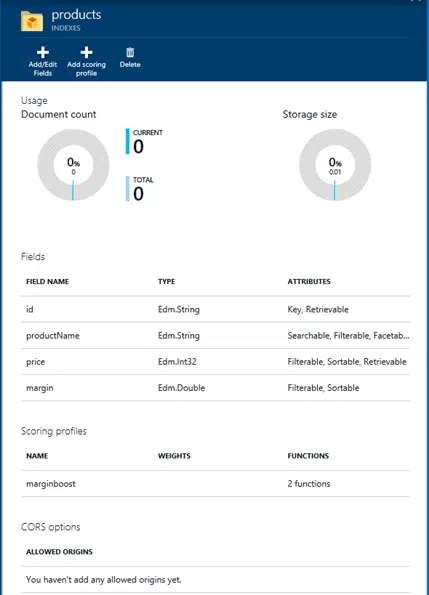 products
INDEXES
Add/Edit Fields
Add scoring profile
Delete
Usage
Document count
Storage size
0%
0
CURRENT
0
TOTAL
0
0%
0.01
Fields
FIELD NAME TYPE ATTRIBUTES
id Edm.String Key, Retrievable
productName Edm.String Searchable, Filterable, Facetab...
price Edm.Int32 Filterable, Sortable, Retrievable
margin Edm.Double Filterable, Sortable
Scoring profiles
NAME WEIGHTS FUNCTIONS
marginboost 2 functions
CORS options
ALLOWED ORIGINS
You haven't add any allowed origins yet.